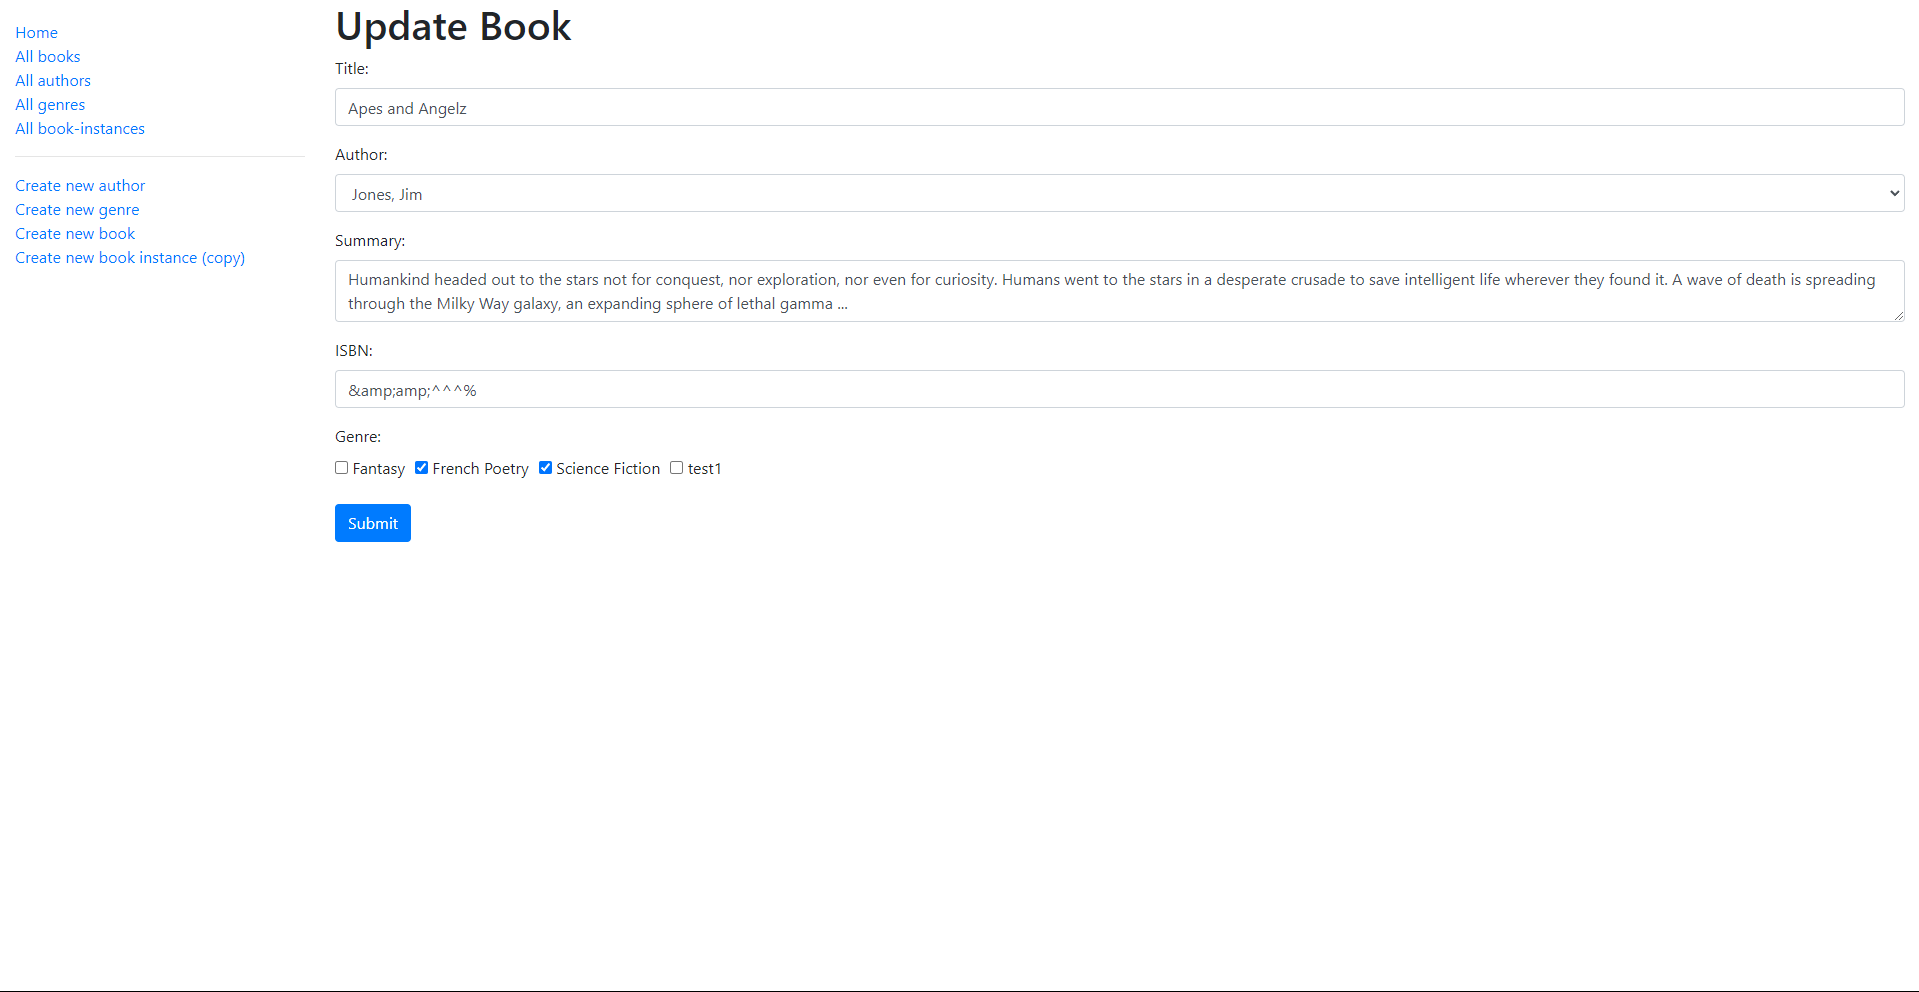 Home
All books
All authors
All genres
All book-instances
Create new author
Create new genre
Create new book
Create new book instance (copy)
Update Book
Title:
Apes and Angelz
Author:
Jones, Jim
Summary:
Humankind headed out to the stars not for conquest, nor exploration, nor even for curiosity. Humans went to the stars in a desperate crusade to save intelligent life wherever they found it. A wave of death is spreading
through the Milky Way galaxy, an expanding sphere of lethal gamma ...
ISBN:
&amp;amp;^^^%
Genre:
Fantasy French Poetry Science Fiction test1
Submit